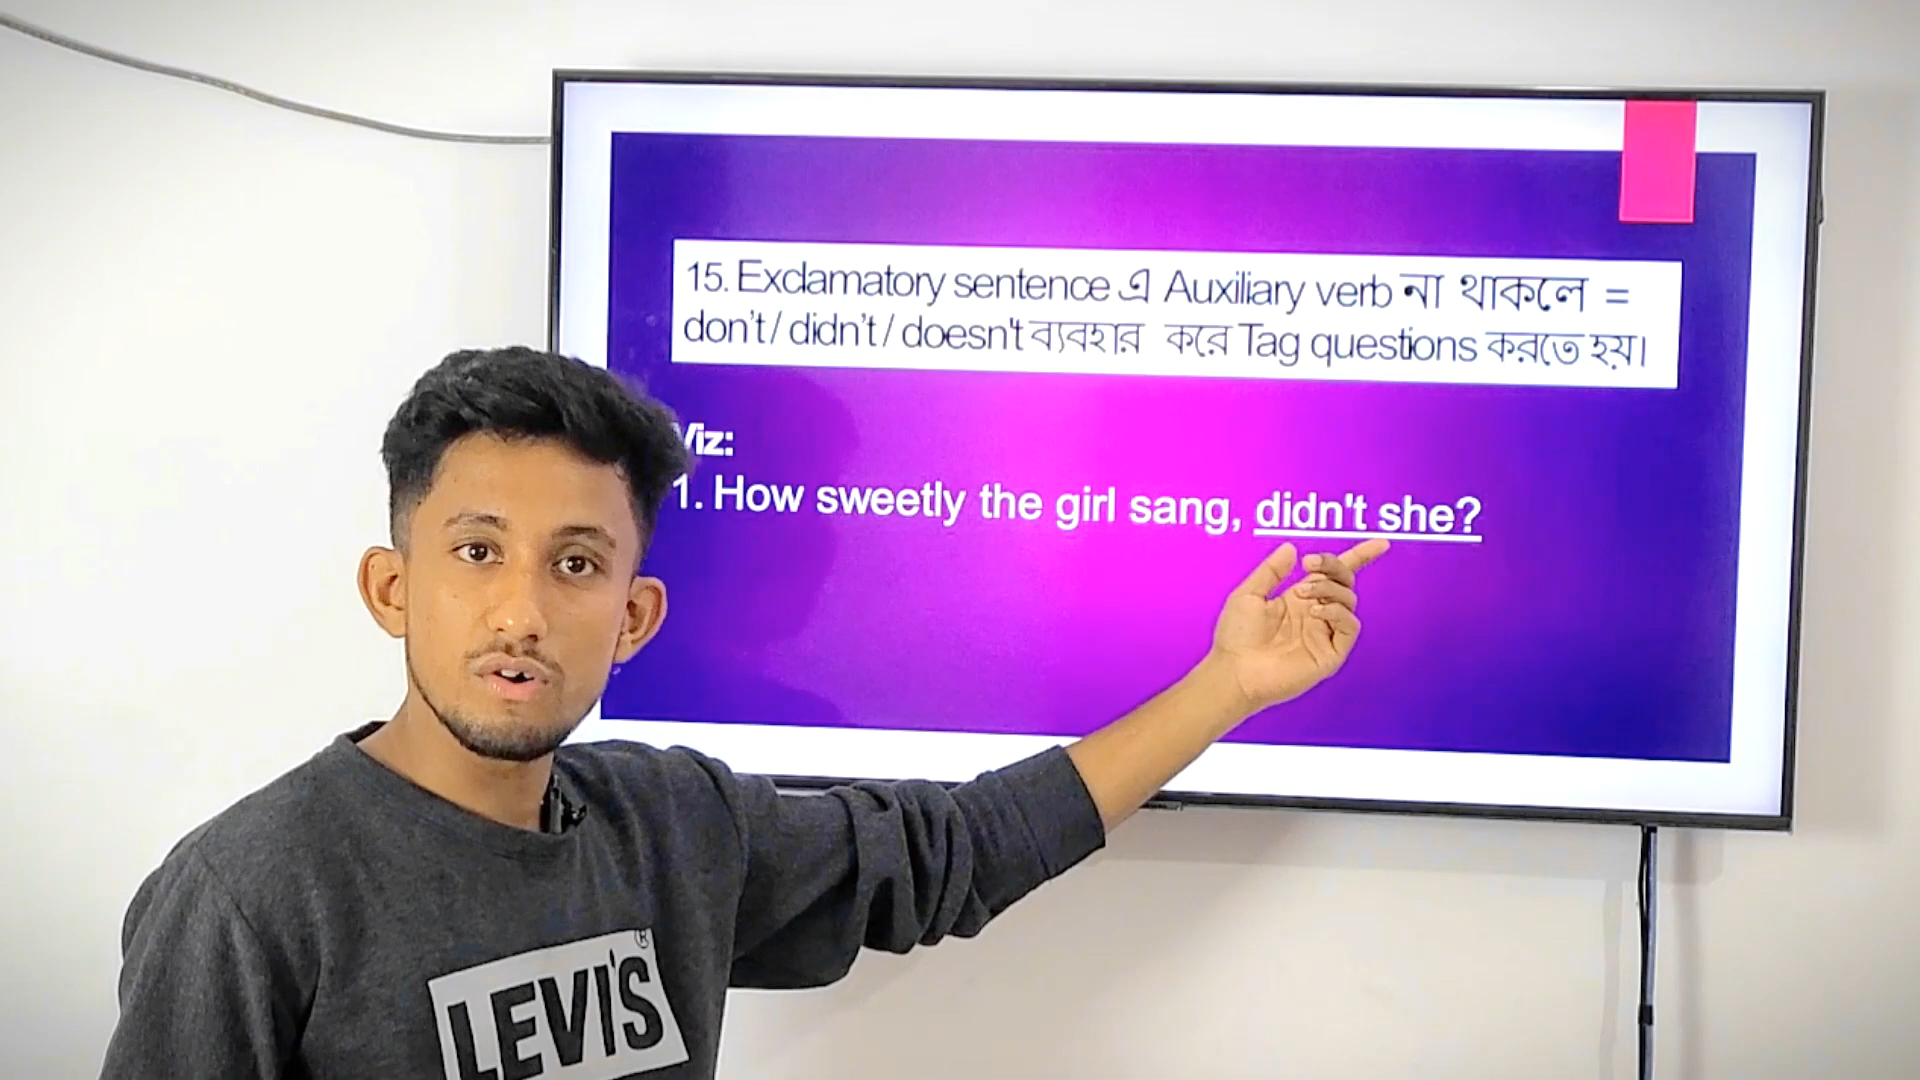 15. Exclamatory sentence এ Auxiliary verb না থাকলে =
don't / didn't / doesn't ব্যবহার করে Tag questions করতে হয়।
Viz:
1. How sweetly the girl sang, didn't she?
LEVI'S®